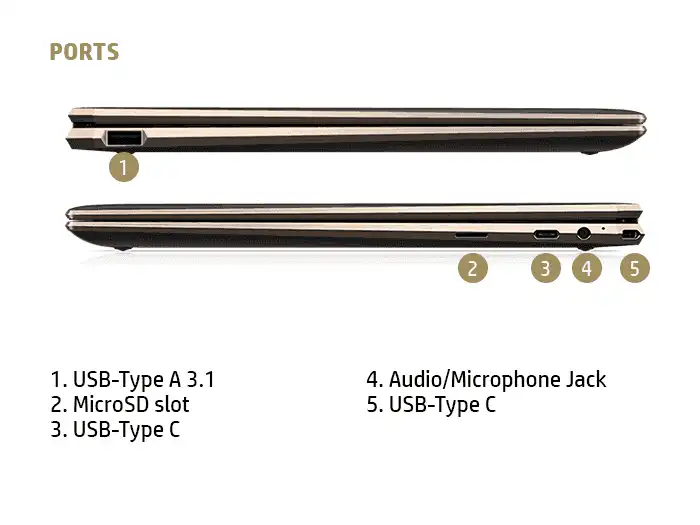 PORTS
1
2
3
4
5
1. USB-Type A 3.1
2. MicroSD slot
3. USB-Type C
4. Audio/Microphone Jack
5. USB-Type C